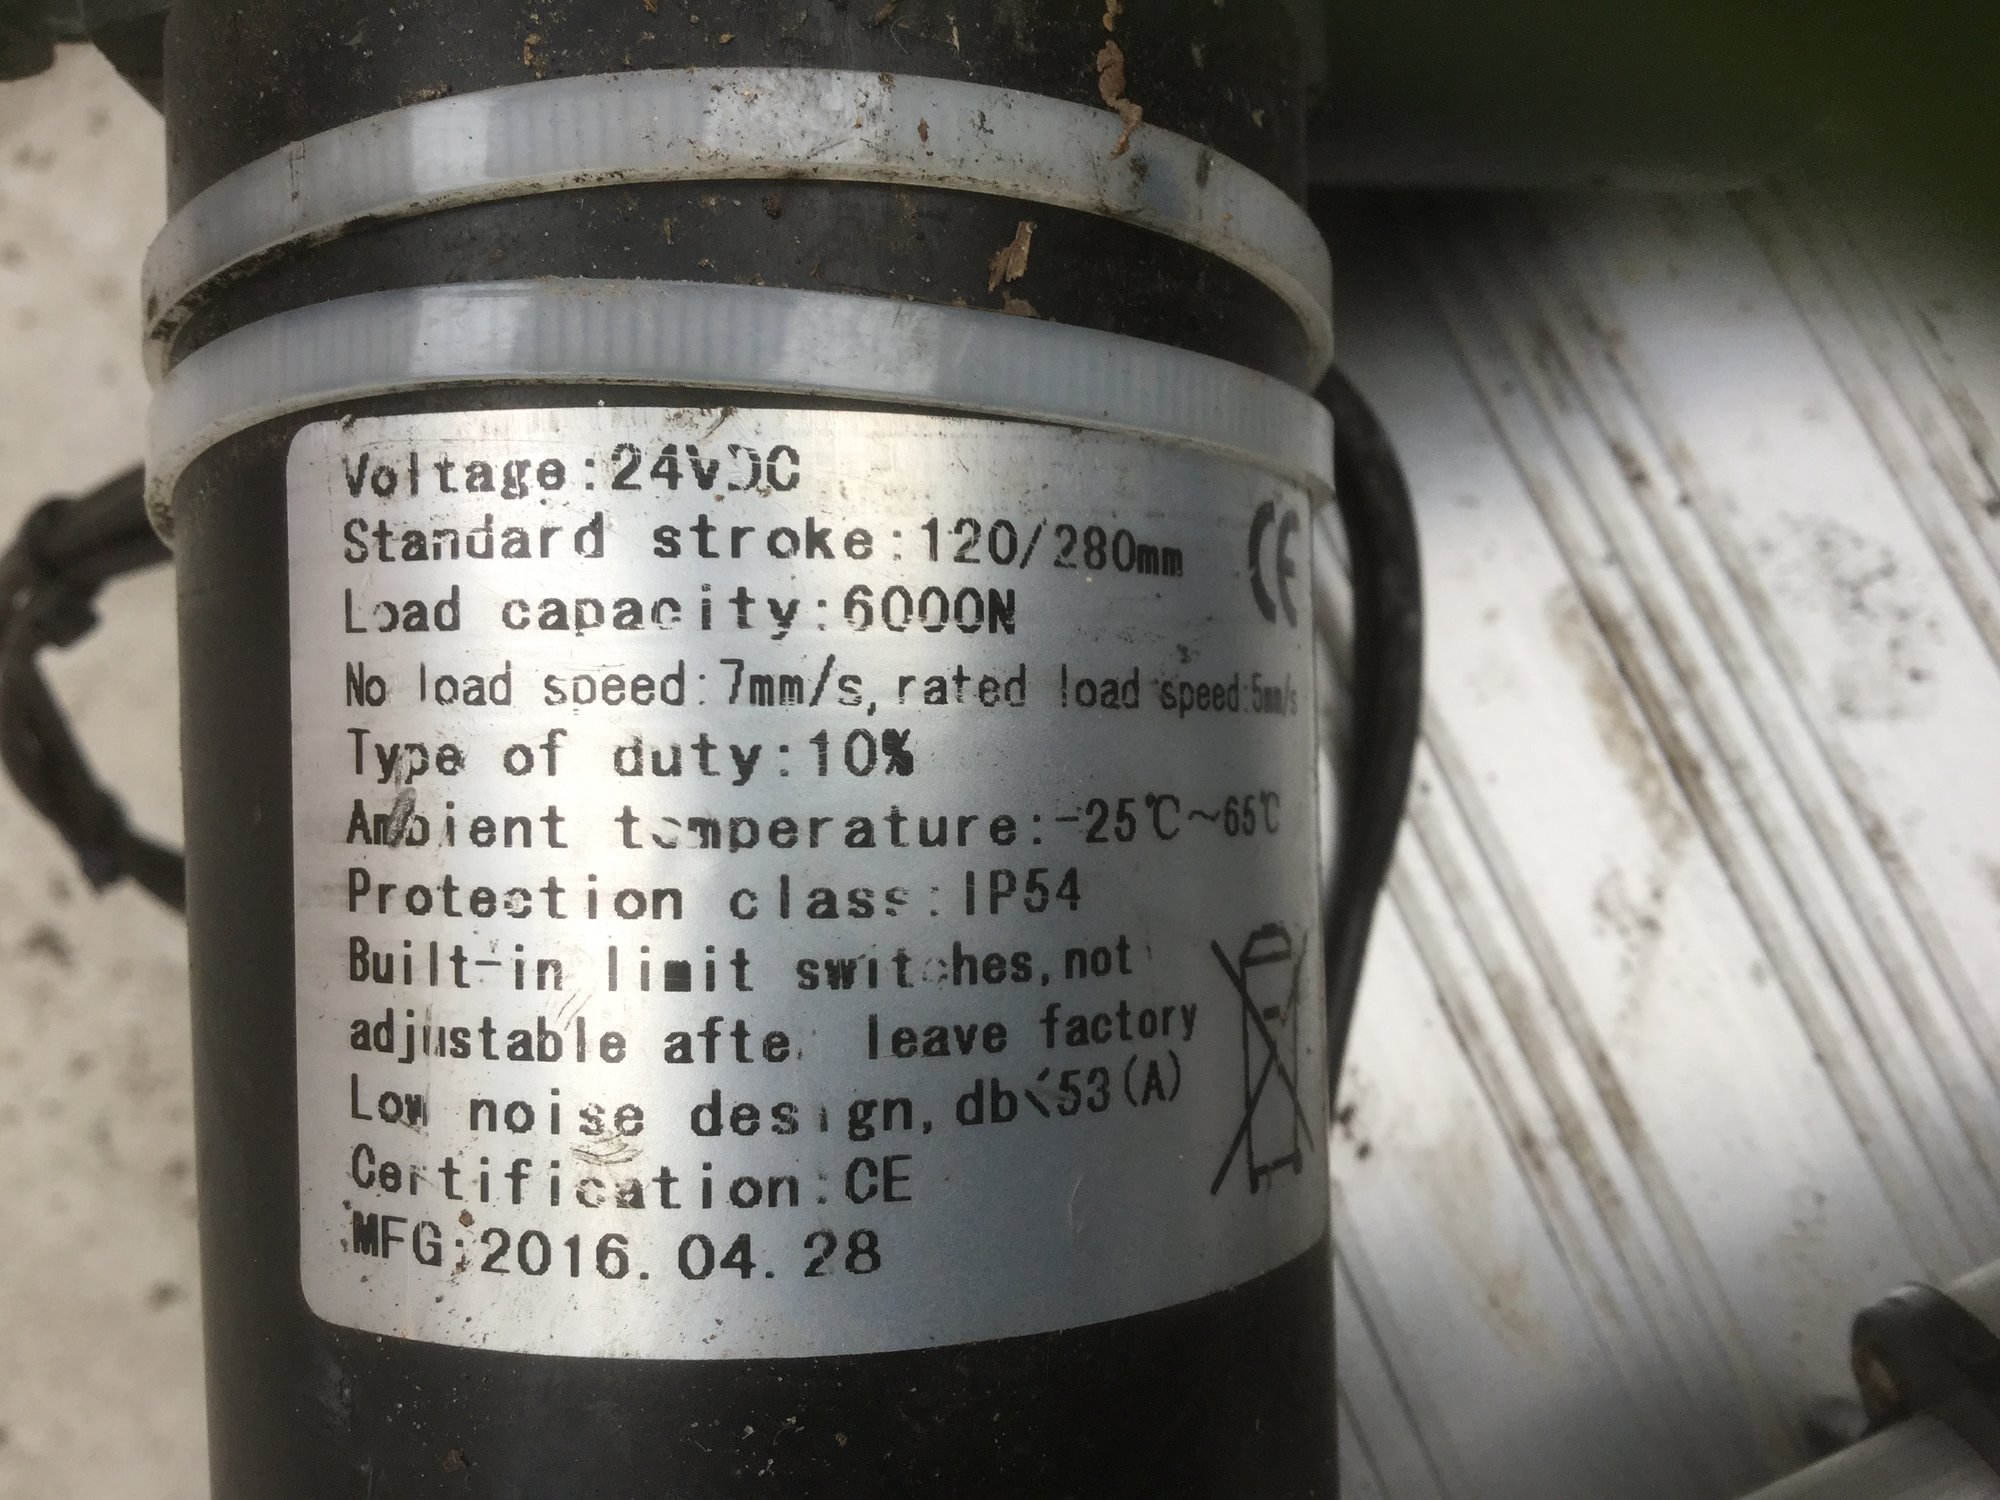 Voltage:24VDC
Standard stroke:120/280mm
CE
Load capacity:6000N
No load speed:7mm/s, rated load speed:5mm/s
Type of duty:10%
Ambient temperature:-25℃~65℃
Protection class:IP54
Built-in limit switches, not
adjustable after leave factory
Low noise design, db<53(A)
Certification:CE
MFG:2016.04.28